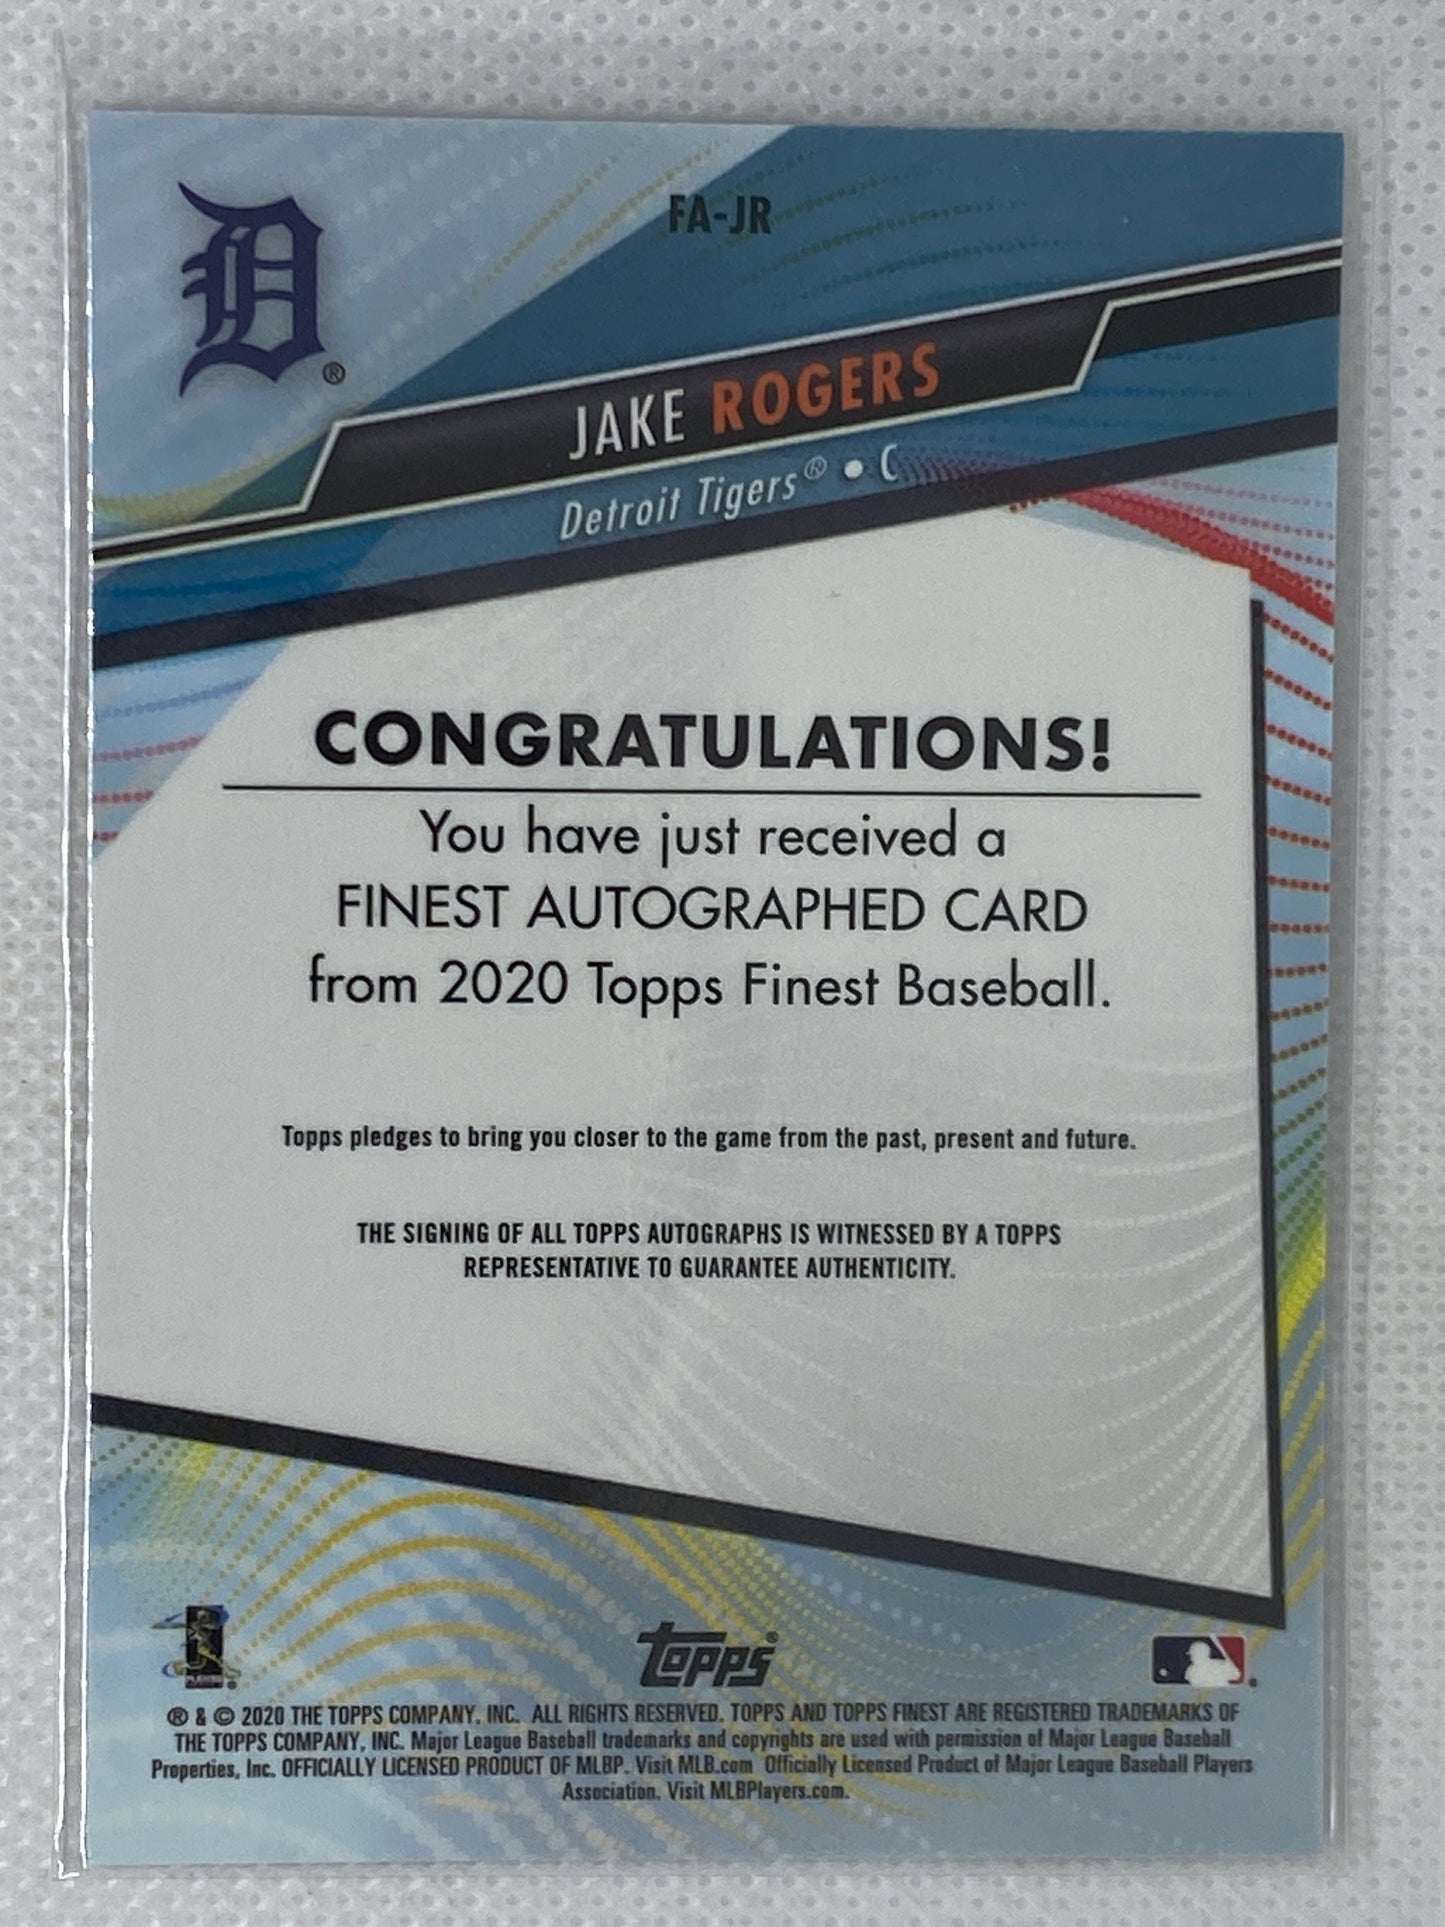 FA-JR
D®
JAKE ROGERS
Detroit Tigers® • C
CONGRATULATIONS!
You have just received a
FINEST AUTOGRAPHED CARD
from 2020 Topps Finest Baseball.
Topps pledges to bring you closer to the game from the past, present and future.
THE SIGNING OF ALL TOPPS AUTOGRAPHS IS WITNESSED BY A TOPPS
REPRESENTATIVE TO GUARANTEE AUTHENTICITY.
Topps®
® & © 2020 THE TOPPS COMPANY, INC. ALL RIGHTS RESERVED. TOPPS AND TOPPS FINEST ARE REGISTERED TRADEMARKS OF
THE TOPPS COMPANY, INC. Major League Baseball trademarks and copyrights are used with permission of Major League Baseball
Properties, Inc. OFFICIALLY LICENSED PRODUCT OF MLBP. Visit MLB.com Officially Licensed Product of Major League Baseball Players
Association. Visit MLBPlayers.com.